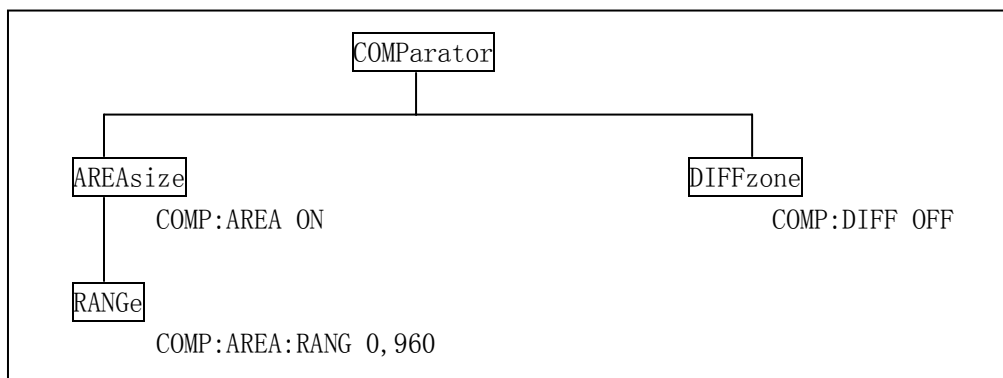 COMParator
AREAsize
DIFFzone
COMP:AREA ON
COMP:DIFF OFF
RANGe
COMP:AREA:RANG 0,960